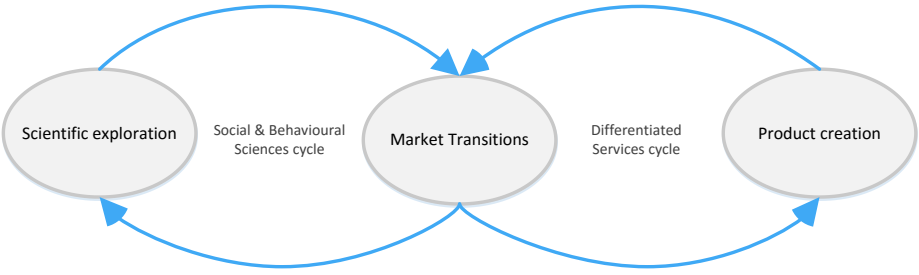 Scientific exploration
Social & Behavioural
Sciences cycle
Market Transitions
Differentiated
Services cycle
Product creation